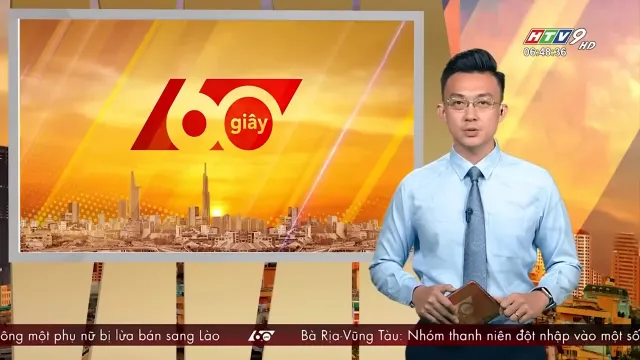 HTV9 HD
06:48:36
60 giây
ông một phụ nữ bị lừa bán sang Lào 60 Bà Rịa-Vũng Tàu: Nhóm thanh niên đột nhập vào một số